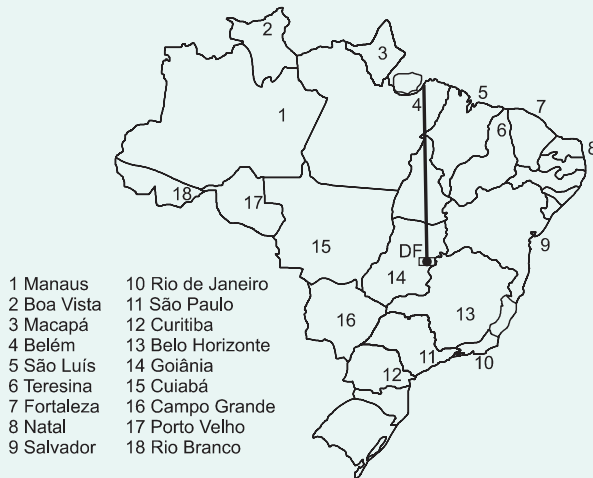 2
3
1
4
5
6
7
8
18
17
15
DF
14
9
13
16
11
10
12
1 Manaus
2 Boa Vista
3 Macapá
4 Belém
5 São Luís
6 Teresina
7 Fortaleza
8 Natal
9 Salvador
10 Rio de Janeiro
11 São Paulo
12 Curitiba
13 Belo Horizonte
14 Goiânia
15 Cuiabá
16 Campo Grande
17 Porto Velho
18 Rio Branco